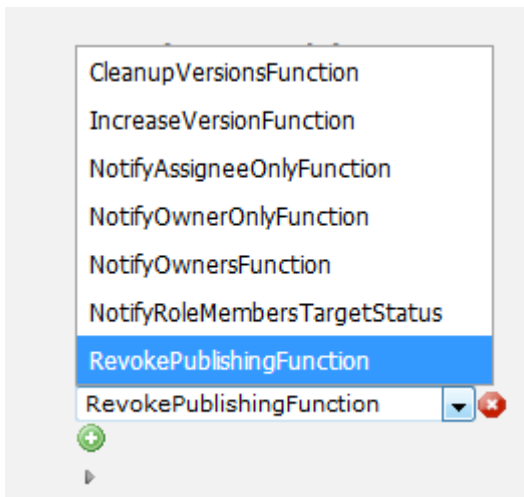 CleanupVersionsFunction
IncreaseVersionFunction
NotifyAssigneeOnlyFunction
NotifyOwnerOnlyFunction
NotifyOwnersFunction
NotifyRoleMembersTargetStatus
RevokePublishingFunction
RevokePublishingFunction